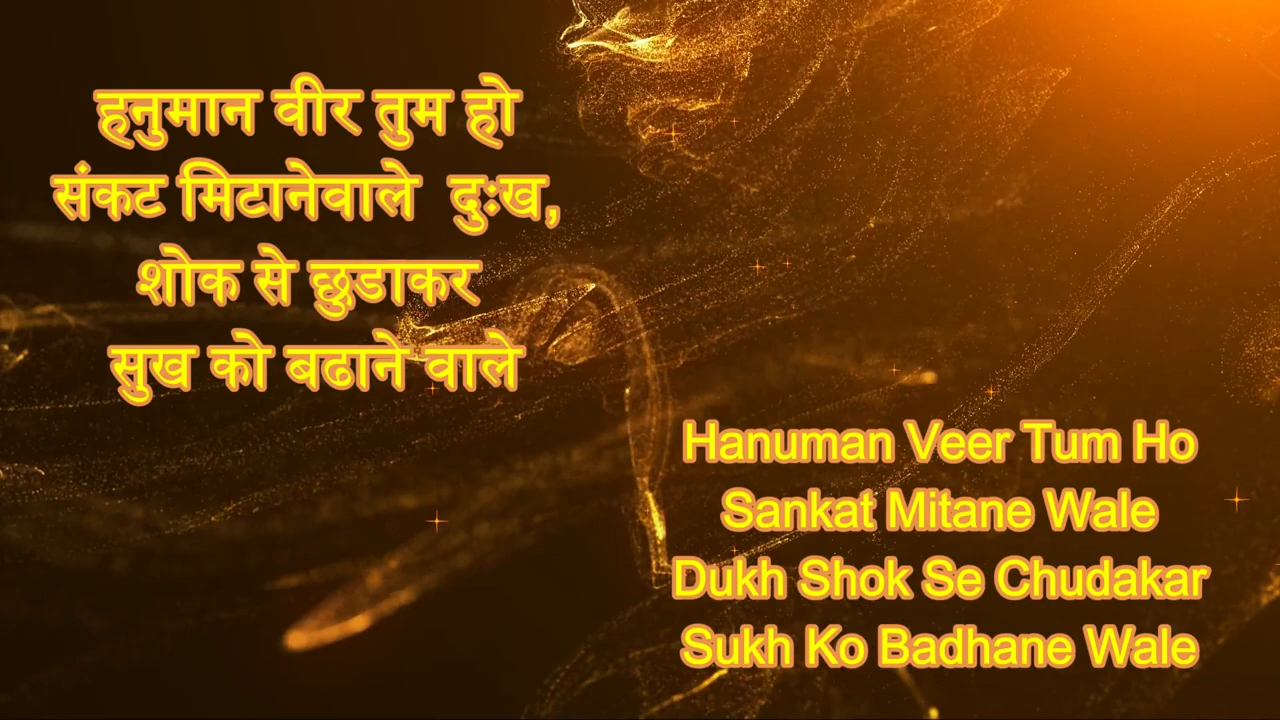 हनुमान वीर तुम हो
संकट मिटानेवाले दुःख,
शोक से छुडाकर
सुख को बढाने वाले
Hanuman Veer Tum Ho
Sankat Mitane Wale
Dukh Shok Se Chudakar
Sukh Ko Badhane Wale